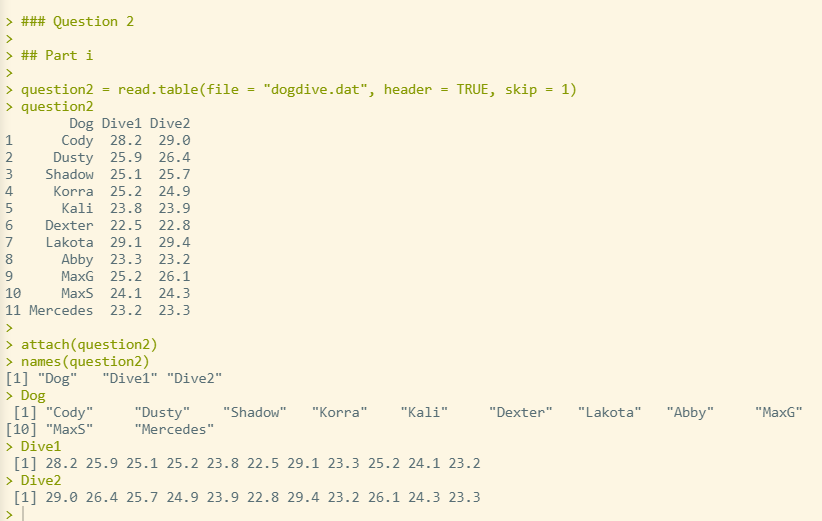 > ### Question 2
>
> ## Part i
>
> question2 = read.table(file = "dogdive.dat", header = TRUE, skip = 1)
> question2
        Dog Dive1 Dive2
1      Cody  28.2  29.0
2     Dusty  25.9  26.4
3    Shadow  25.1  25.7
4     Korra  25.2  24.9
5      Kali  23.8  23.9
6    Dexter  22.5  22.8
7    Lakota  29.1  29.4
8      Abby  23.3  23.2
9      MaxG  25.2  26.1
10     MaxS  24.1  24.3
11 Mercedes  23.2  23.3
>
> attach(question2)
> names(question2)
[1] "Dog"   "Dive1" "Dive2"
> Dog
 [1] "Cody"     "Dusty"    "Shadow"   "Korra"    "Kali"     "Dexter"   "Lakota"   "Abby"     "MaxG"
[10] "MaxS"     "Mercedes"
> Dive1
 [1] 28.2 25.9 25.1 25.2 23.8 22.5 29.1 23.3 25.2 24.1 23.2
> Dive2
 [1] 29.0 26.4 25.7 24.9 23.9 22.8 29.4 23.2 26.1 24.3 23.3
>